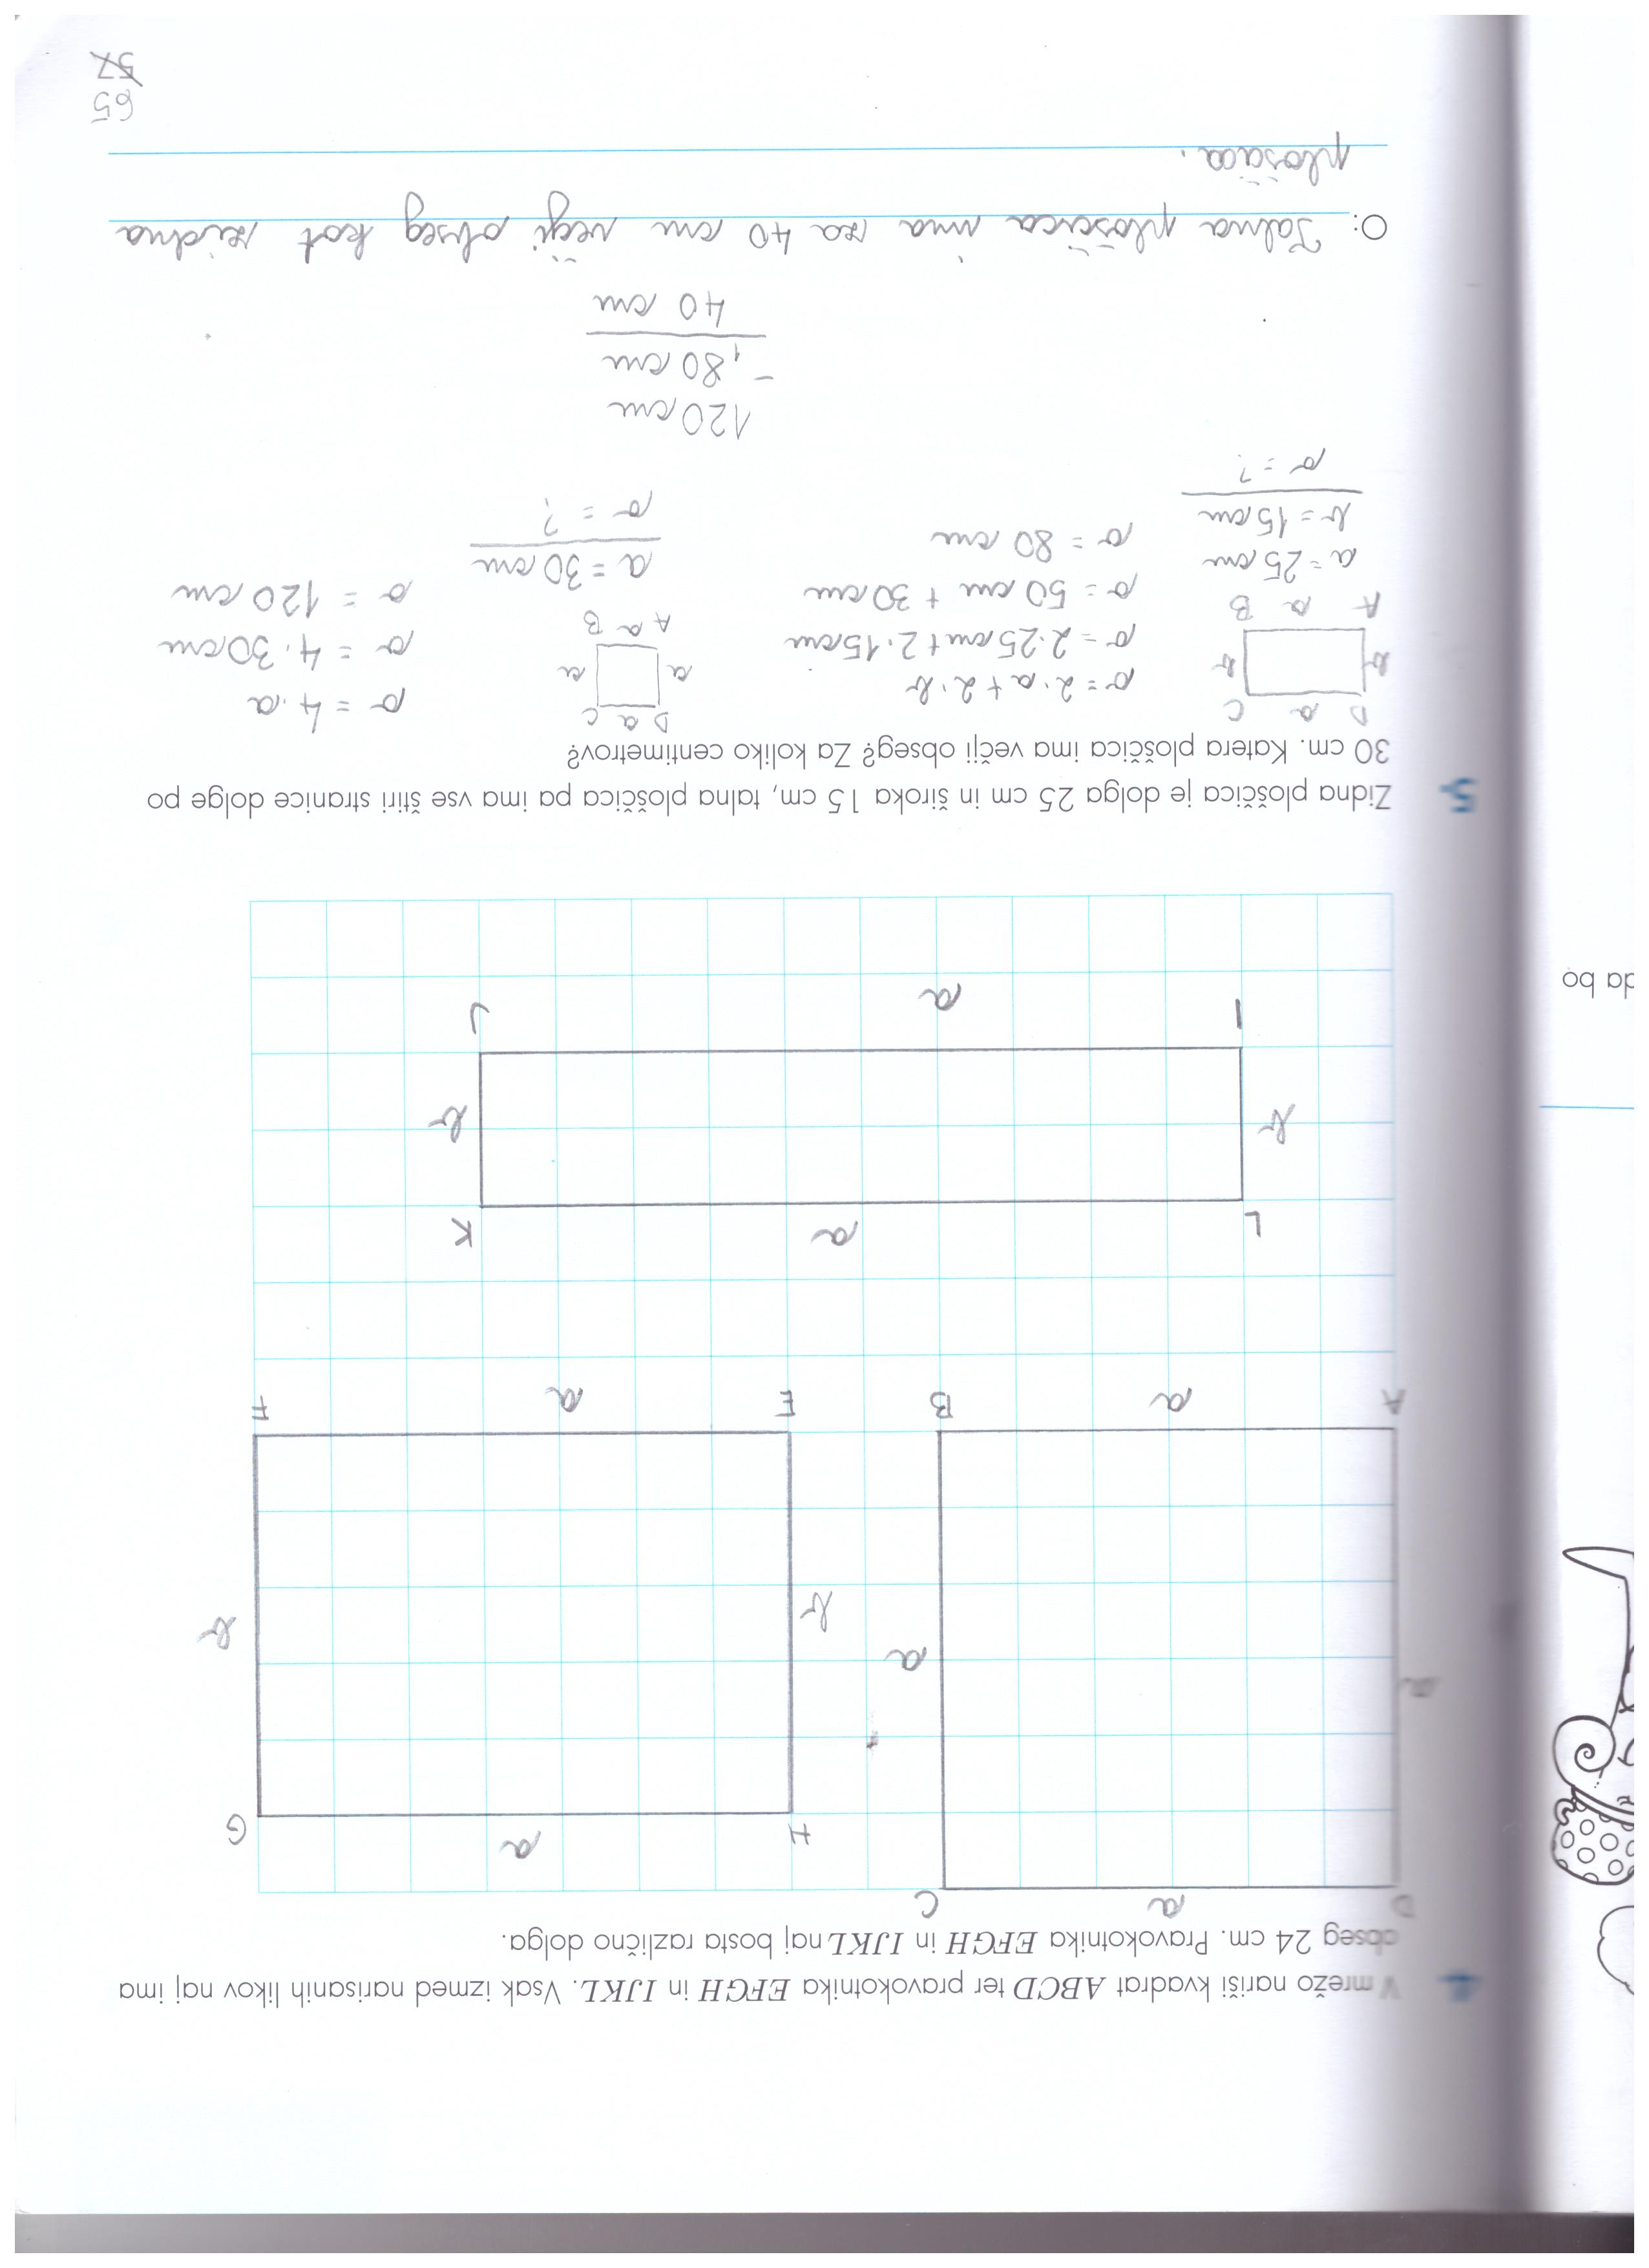 4 V mrežo nariši kvadrat ABCD ter pravokotnika EFGH in IJKL. Vsak izmed narisanih likov naj ima
obseg 24 cm. Pravokotnika EFGH in IJKL naj bosta različno dolga.
D a C
H a G
a a b b
A a B E a F
L a K
b b
I a J
da bo
5 Zidna ploščica je dolga 25 cm in široka 15 cm, talna ploščica pa ima vse štiri stranice dolge po
30 cm. Katera ploščica ima večji obseg? Za koliko centimetrov?
D a C
b b
A a B
a = 25 cm
b = 15 cm
o = ?
o = 2·a + 2·b
o = 2·25 cm + 2·15 cm
o = 50 cm + 30 cm
o = 80 cm
D a C
a a
A a B
a = 30 cm
o = ?
o = 4·a
o = 4·30 cm
o = 120 cm
120 cm
- 80 cm
40 cm
O: Talna ploščica ima za 40 cm večji obseg kot zidna
ploščica.
65
57